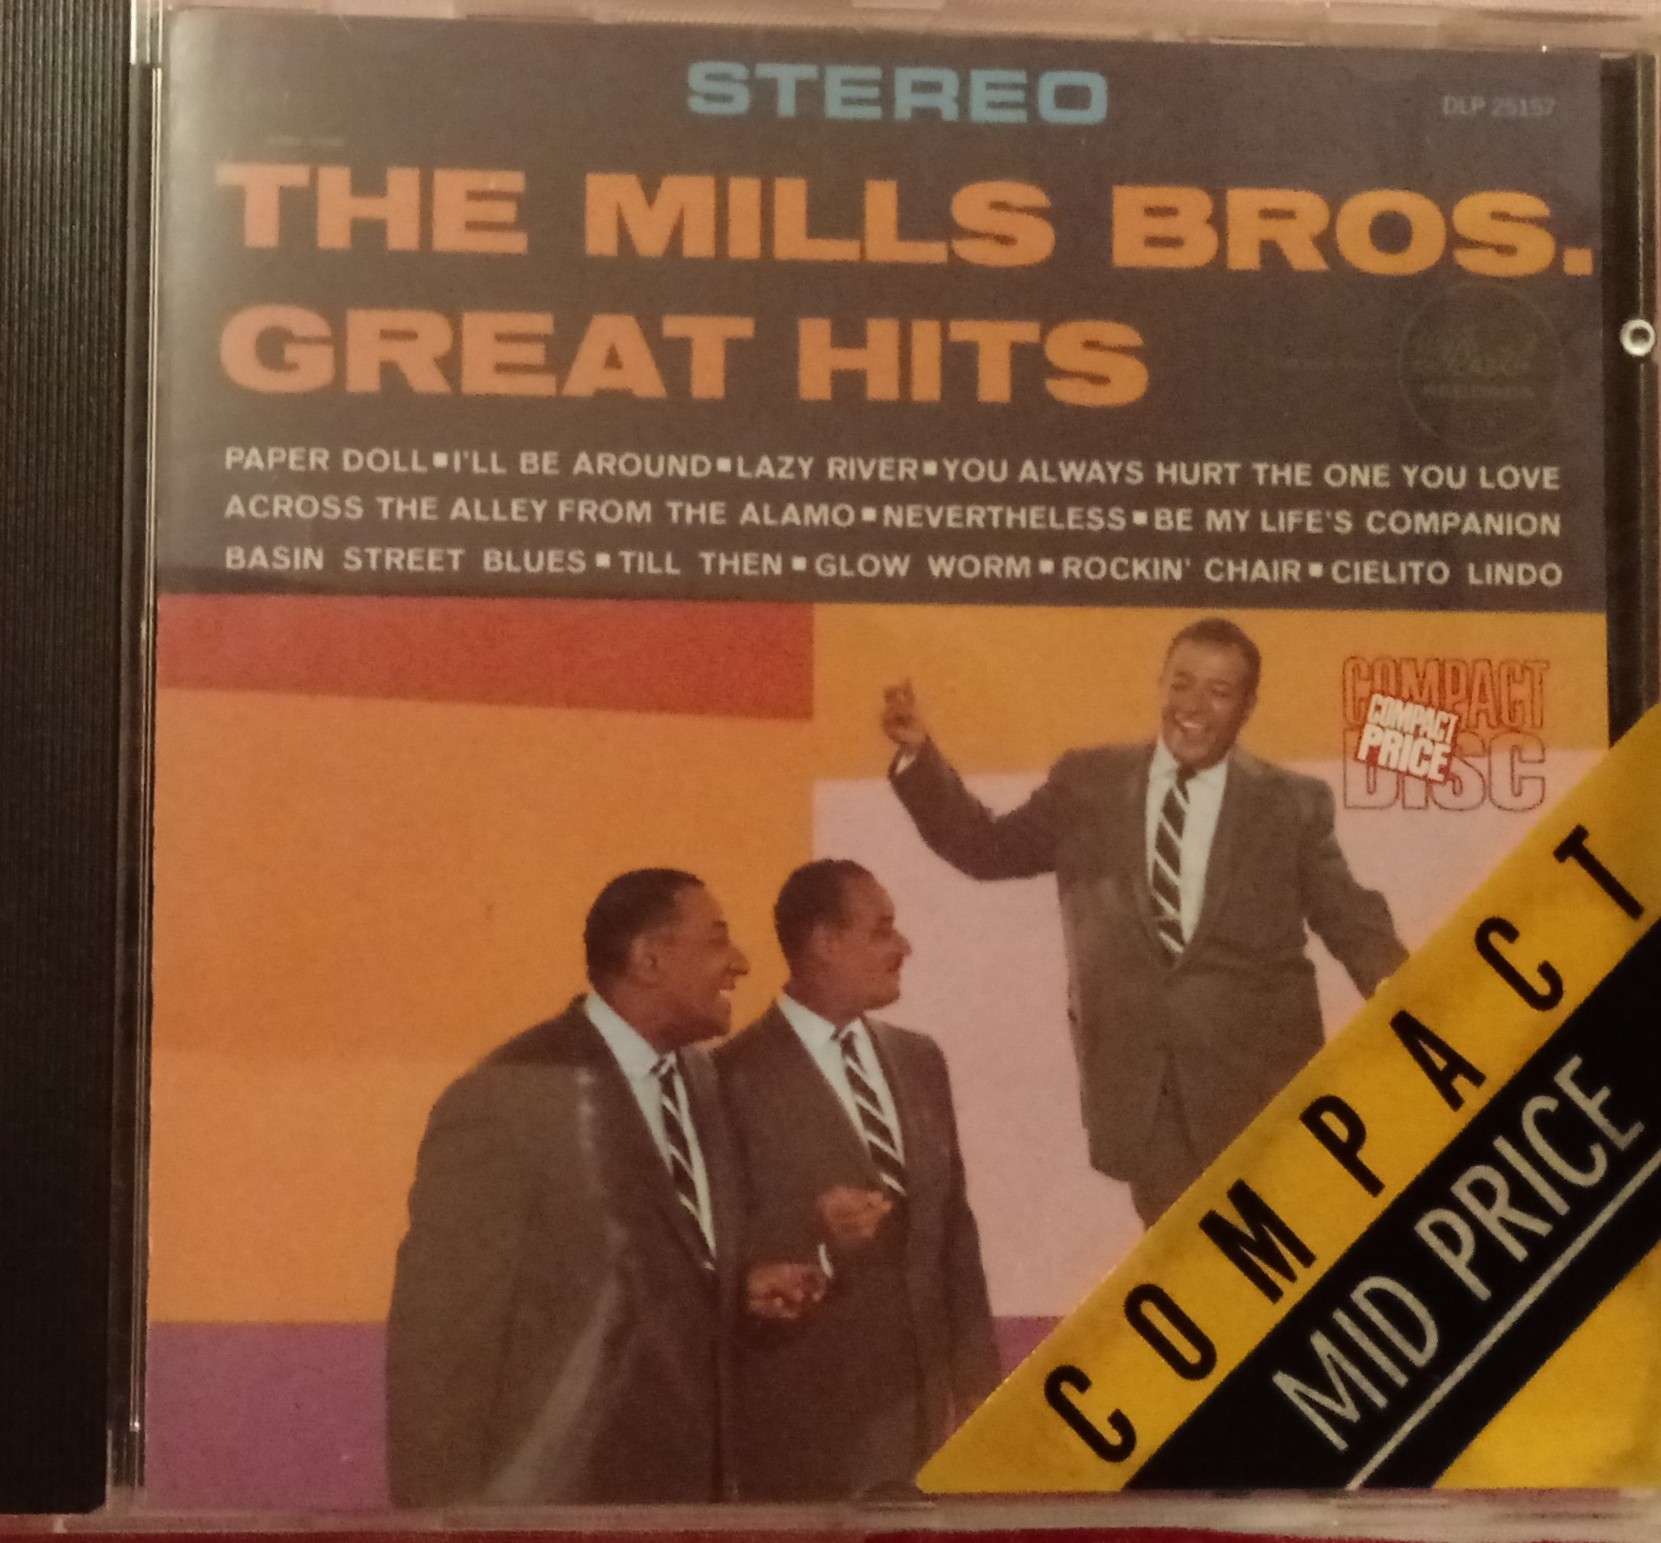 STEREO
DLP 25157
THE MILLS BROS.
GREAT HITS
PAPER DOLL▪I'LL BE AROUND▪LAZY RIVER▪YOU ALWAYS HURT THE ONE YOU LOVE
ACROSS THE ALLEY FROM THE ALAMO▪NEVERTHELESS▪BE MY LIFE'S COMPANION
BASIN STREET BLUES▪TILL THEN▪GLOW WORM▪ROCKIN' CHAIR▪CIELITO LINDO
COMPACT
COMPACT
PRICE
DISC
COMPACT
MID PRICE